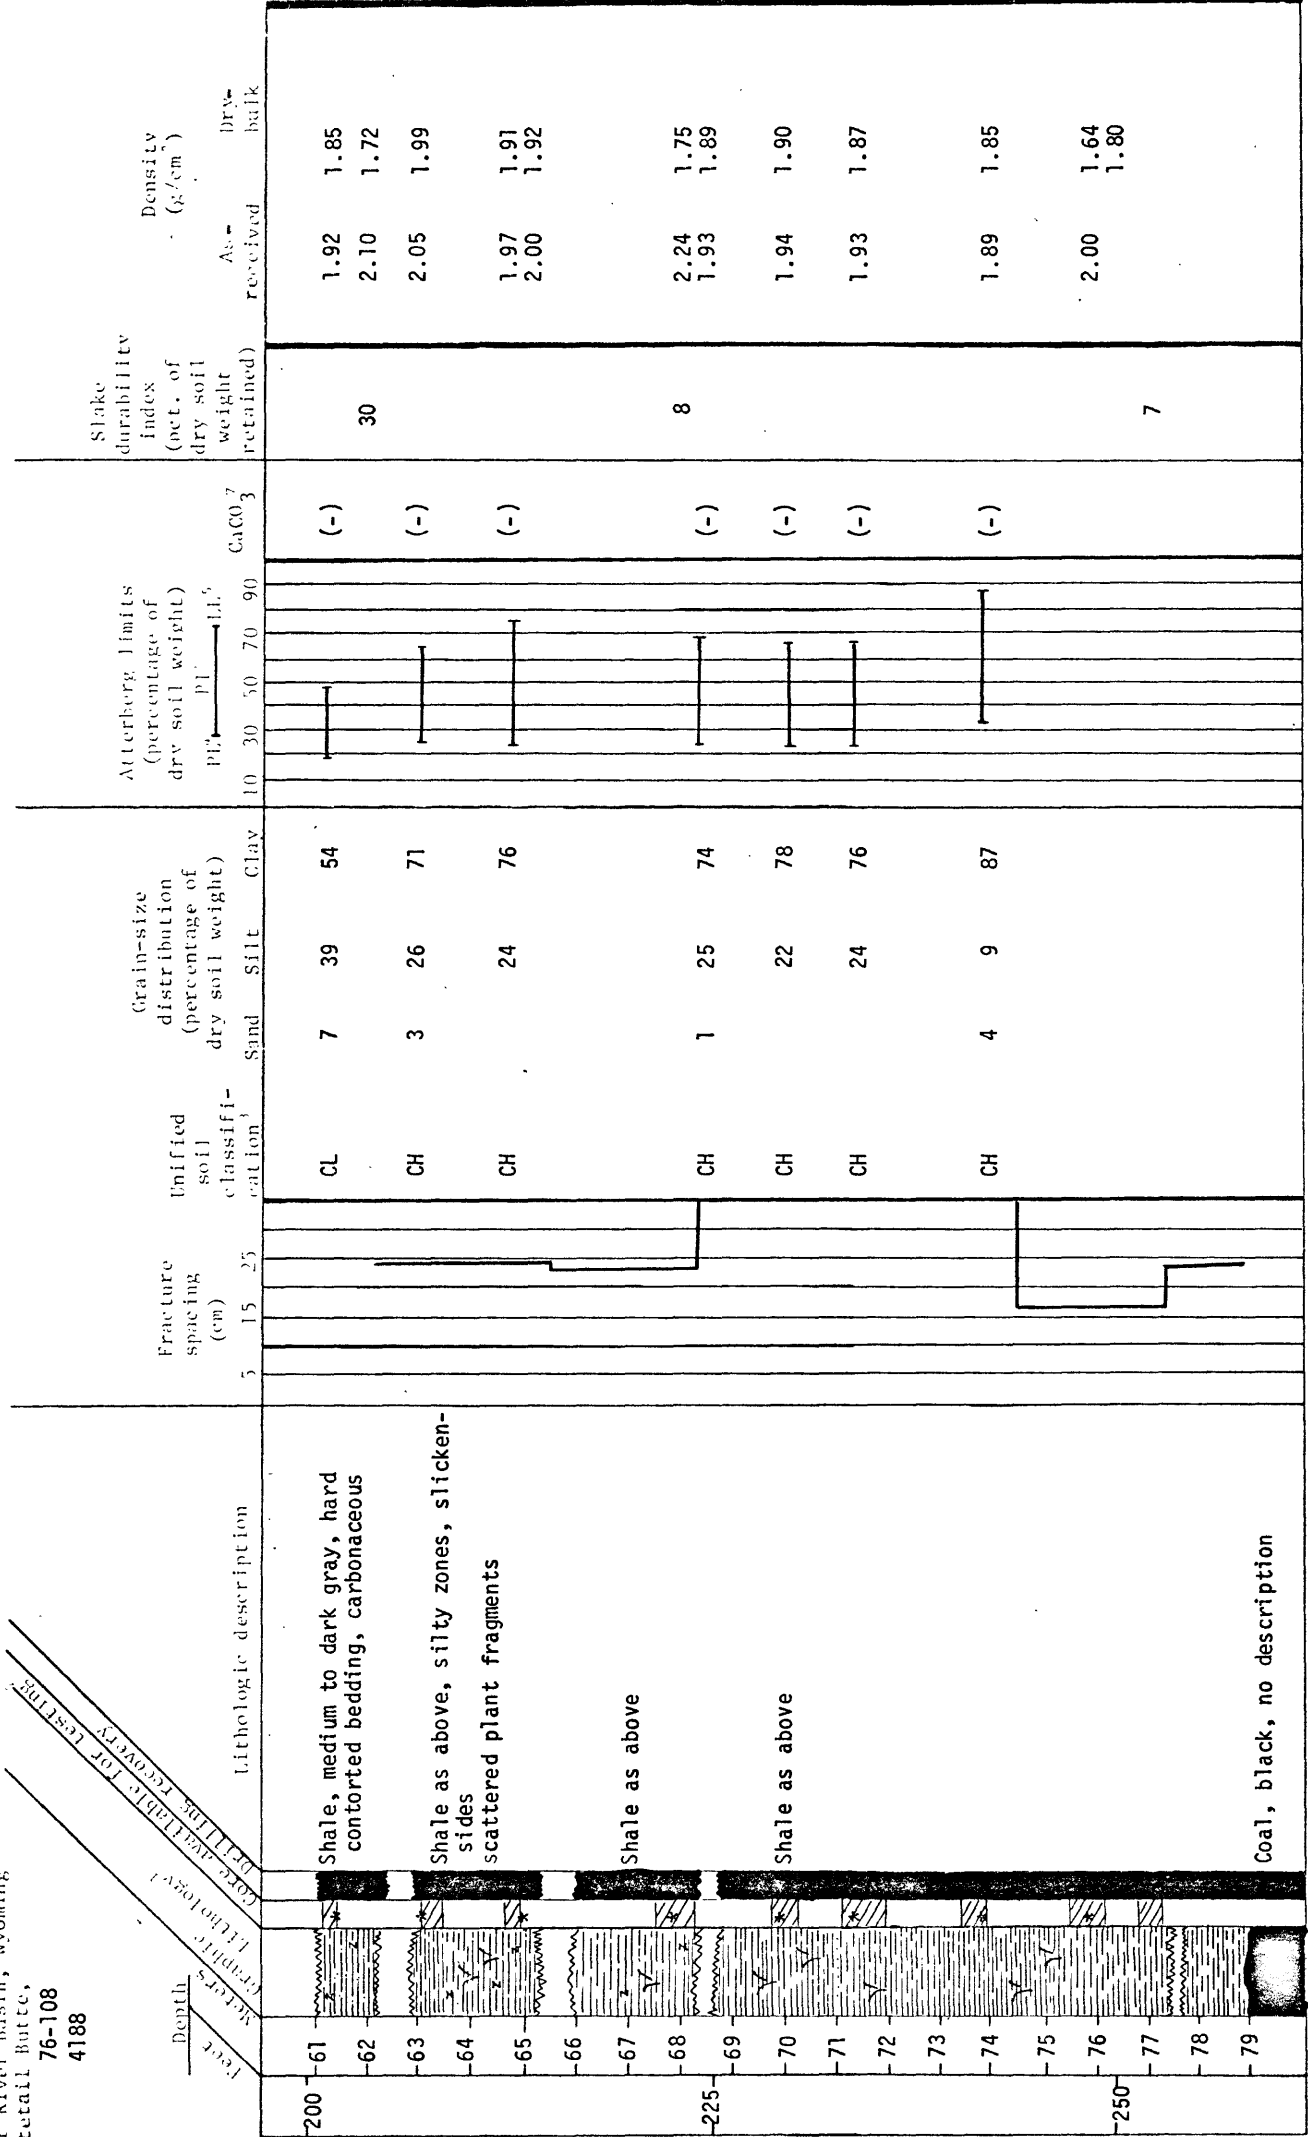 River Basin, Wyoming
tetail Butte,
76-108
4188
Depth
Feet
Meters
Graphic
Lithology
Core available for testing
Drilling recovery
Lithologic description
Fracture
spacing
(cm)
5 15 25
Unified
soil
classifi-
cation³
Grain-size
distribution
(percentage of
dry soil weight)
Sand Silt Clay
Atterberg limits
(percentage of
dry soil weight)
PL⁴ PI LL⁵
10 30 50 70 90
CaCO₃⁷
Slake
durability
index
(pct. of
dry soil
weight
retained)
Density
(g/cm³)
As-
received
Dry-
bulk
200
225
250
61
62
63
64
65
66
67
68
69
70
71
72
73
74
75
76
77
78
79
Shale, medium to dark gray, hard
contorted bedding, carbonaceous
Shale as above, silty zones, slicken-
sides
scattered plant fragments
Shale as above
Shale as above
Coal, black, no description
CL 7 39 54 (-) 1.92 1.85
30 2.10 1.72
CH 3 26 71 (-) 2.05 1.99
CH 24 76 (-) 1.97 1.91
2.00 1.92
8 2.24 1.75
CH 1 25 74 (-) 1.93 1.89
CH 22 78 (-) 1.94 1.90
CH 24 76 (-) 1.93 1.87
CH 4 9 87 (-) 1.89 1.85
2.00 1.64
1.80
7